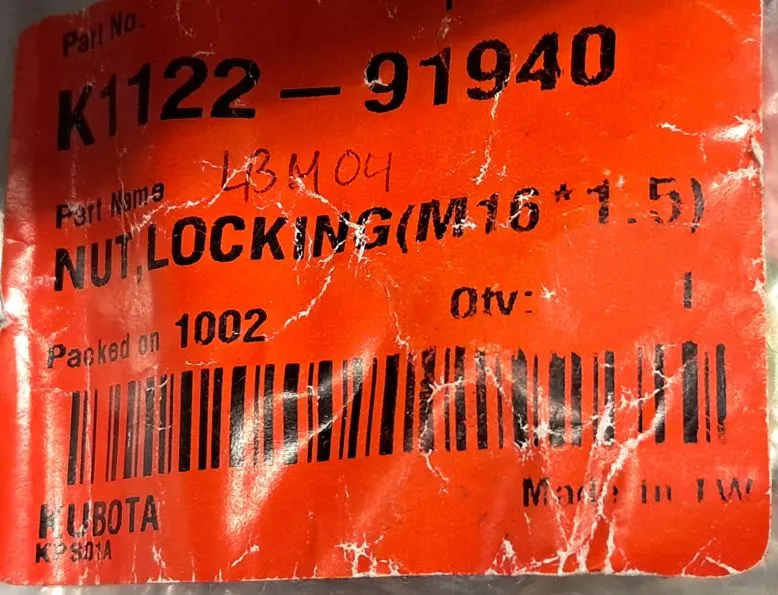 Part No.
K1122-91940
43M04
Part Name
NUT,LOCKING(M16*1.5)
Packed on 1002 Qty: 1
KUBOTA
KPS01A
Made in TW